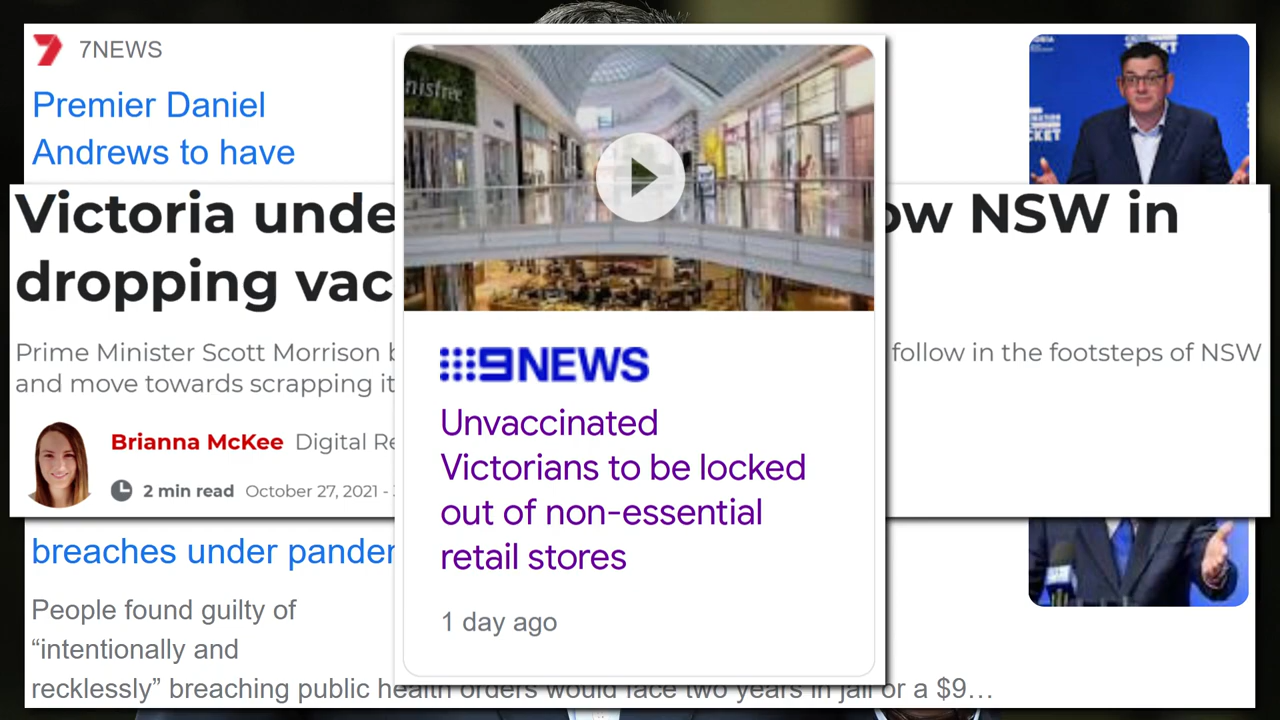 7NEWS
Premier Daniel
Andrews to have
Victoria unde
ow NSW in
dropping vac
Prime Minister Scott Morrison b
follow in the footsteps of NSW
and move towards scrapping it
Brianna McKee Digital Re
2 min read October 27, 2021 -
breaches under pander
People found guilty of
“intentionally and
recklessly” breaching public health orders would face two years in jail or a $9…
nisfree
9NEWS
Unvaccinated
Victorians to be locked
out of non-essential
retail stores
1 day ago